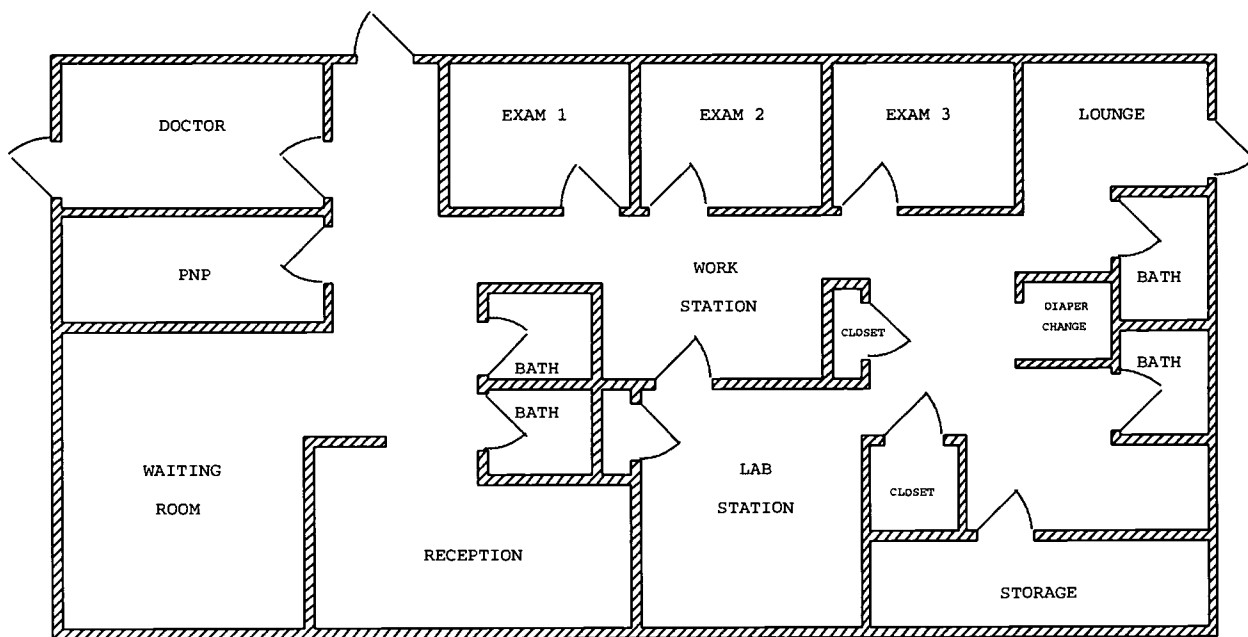 EXAM 1
EXAM 2
EXAM 3
LOUNGE
DOCTOR
PNP
WORK
STATION
BATH
DIAPER
CHANGE
CLOSET
BATH
BATH
BATH
WAITING
ROOM
LAB
STATION
CLOSET
RECEPTION
STORAGE